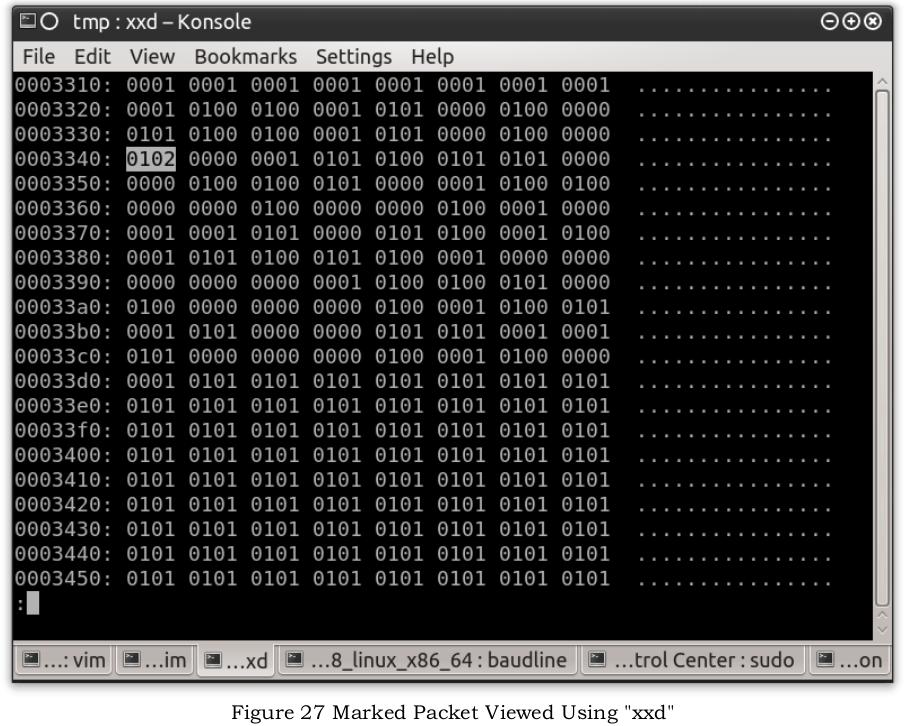 tmp : xxd – Konsole
File Edit View Bookmarks Settings Help
0003310: 0001 0001 0001 0001 0001 0001 0001 0001 ................
0003320: 0001 0100 0100 0001 0101 0000 0100 0000 ................
0003330: 0101 0100 0100 0001 0101 0000 0100 0000 ................
0003340: 0102 0000 0001 0101 0100 0101 0101 0000 ................
0003350: 0000 0100 0100 0101 0000 0001 0100 0100 ................
0003360: 0000 0000 0100 0000 0000 0100 0001 0000 ................
0003370: 0001 0001 0101 0000 0101 0100 0001 0100 ................
0003380: 0001 0101 0100 0101 0100 0001 0000 0000 ................
0003390: 0000 0000 0000 0001 0100 0100 0101 0000 ................
00033a0: 0100 0000 0000 0000 0100 0001 0100 0101 ................
00033b0: 0001 0101 0000 0000 0101 0101 0001 0001 ................
00033c0: 0101 0000 0000 0000 0100 0001 0100 0000 ................
00033d0: 0001 0101 0101 0101 0101 0101 0101 0101 ................
00033e0: 0101 0101 0101 0101 0101 0101 0101 0101 ................
00033f0: 0101 0101 0101 0101 0101 0101 0101 0101 ................
0003400: 0101 0101 0101 0101 0101 0101 0101 0101 ................
0003410: 0101 0101 0101 0101 0101 0101 0101 0101 ................
0003420: 0101 0101 0101 0101 0101 0101 0101 0101 ................
0003430: 0101 0101 0101 0101 0101 0101 0101 0101 ................
0003440: 0101 0101 0101 0101 0101 0101 0101 0101 ................
0003450: 0101 0101 0101 0101 0101 0101 0101 0101 ................
:
...: vim ...im ...xd ...8_linux_x86_64 : baudline ...trol Center : sudo ...on
Figure 27 Marked Packet Viewed Using "xxd"